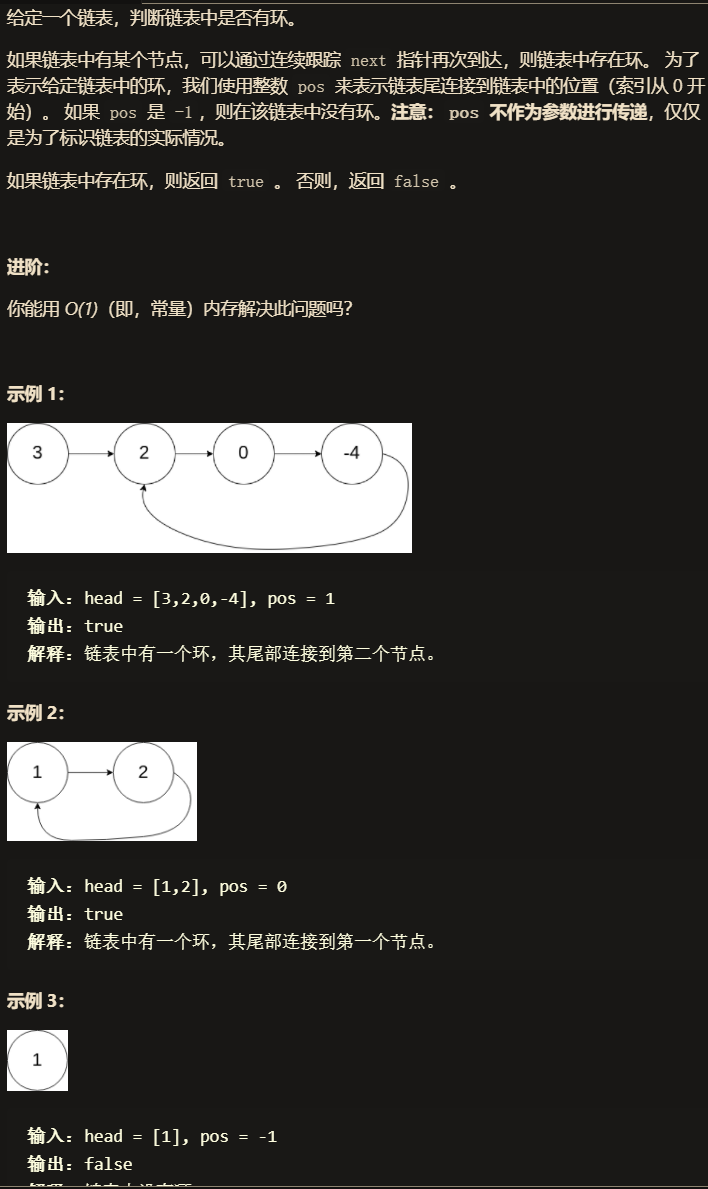 给定一个链表，判断链表中是否有环。
如果链表中有某个节点，可以通过连续跟踪 next 指针再次到达，则链表中存在环。 为了
表示给定链表中的环，我们使用整数 pos 来表示链表尾连接到链表中的位置（索引从 0 开
始）。 如果 pos 是 -1，则在该链表中没有环。注意： pos 不作为参数进行传递，仅仅
是为了标识链表的实际情况。
如果链表中存在环，则返回 true 。 否则，返回 false 。
进阶：
你能用 O(1)（即，常量）内存解决此问题吗？
示例 1：
3 2 0 -4
输入：head = [3,2,0,-4], pos = 1
输出：true
解释：链表中有一个环，其尾部连接到第二个节点。
示例 2：
1 2
输入：head = [1,2], pos = 0
输出：true
解释：链表中有一个环，其尾部连接到第一个节点。
示例 3：
1
输入：head = [1], pos = -1
输出：false